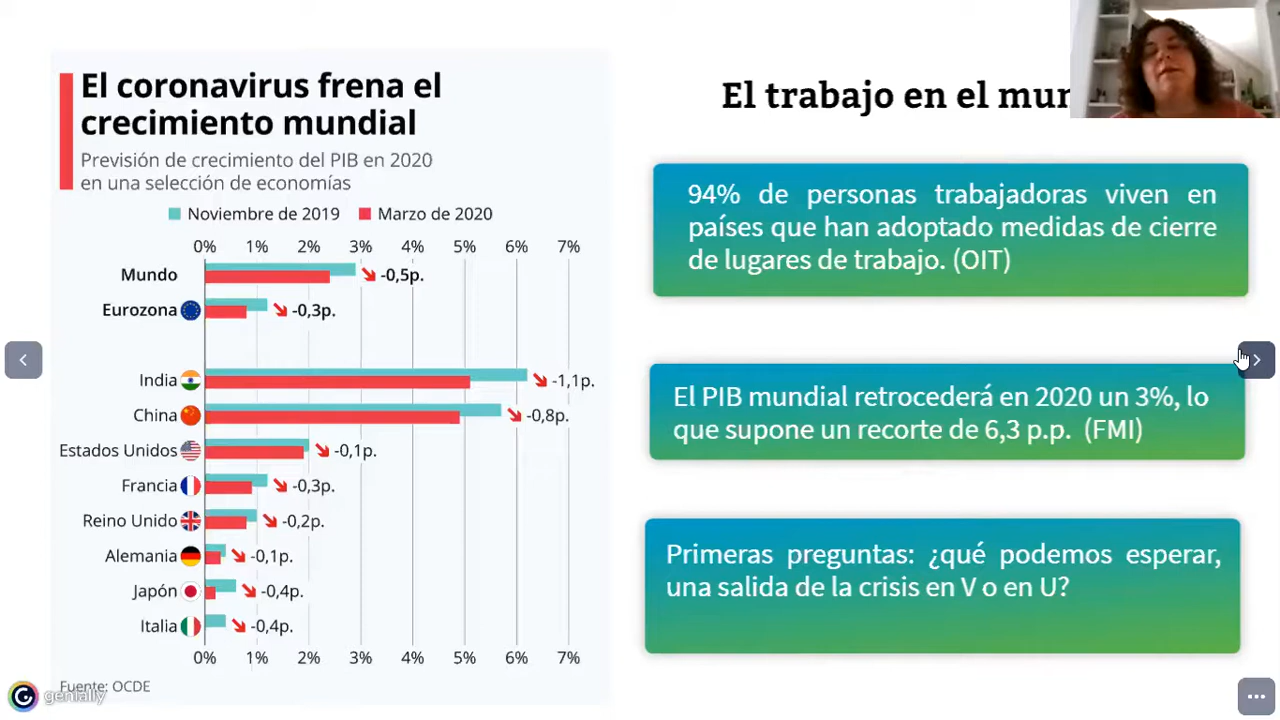 El coronavirus frena el
crecimiento mundial
Previsión de crecimiento del PIB en 2020
en una selección de economías
Noviembre de 2019 Marzo de 2020
0% 1% 2% 3% 4% 5% 6% 7%
Mundo -0,5p.
Eurozona -0,3p.
India -1,1p.
China -0,8p.
Estados Unidos -0,1p.
Francia -0,3p.
Reino Unido -0,2p.
Alemania -0,1p.
Japón -0,4p.
Italia -0,4p.
0% 1% 2% 3% 4% 5% 6% 7%
Fuente: OCDE
genially
El trabajo en el mun
94% de personas trabajadoras viven en
países que han adoptado medidas de cierre
de lugares de trabajo. (OIT)
El PIB mundial retrocederá en 2020 un 3%, lo
que supone un recorte de 6,3 p.p. (FMI)
Primeras preguntas: ¿qué podemos esperar,
una salida de la crisis en V o en U?